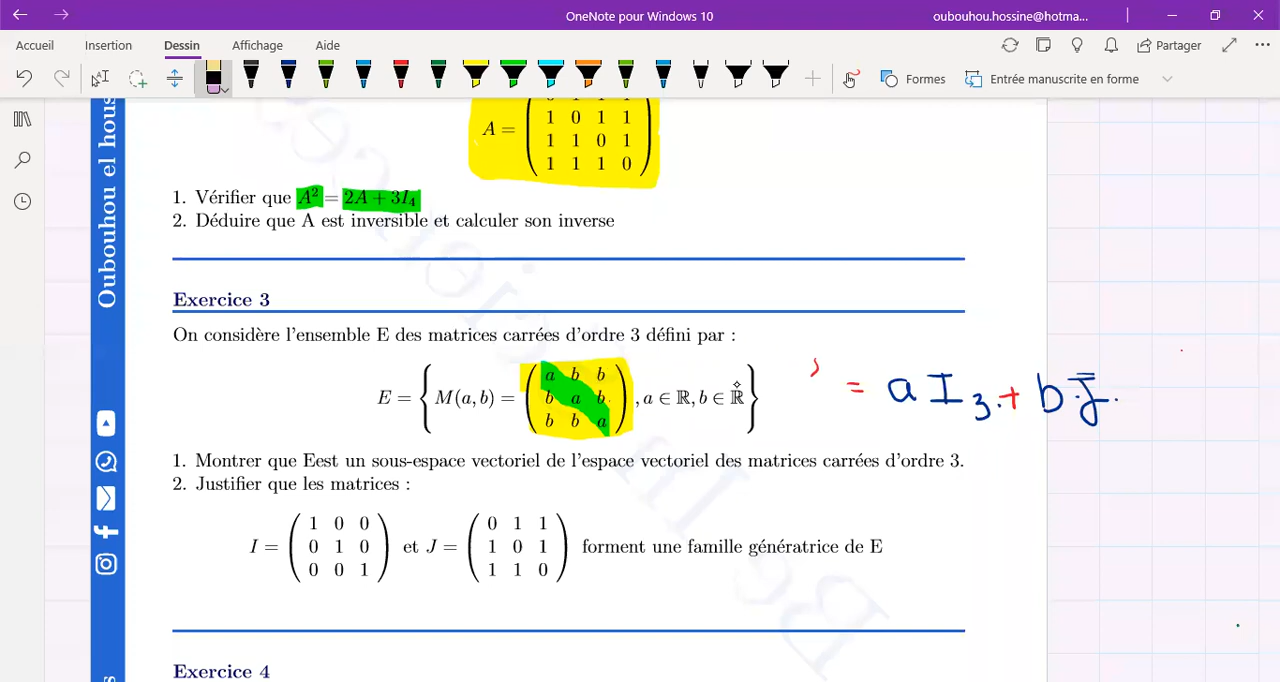 OneNote pour Windows 10
oubouhou.hossine@hotma...
Accueil Insertion Dessin Affichage Aide
Partager
Formes
Entrée manuscrite en forme
Oubouhou el hous
A = ( 1 0 1 1
1 1 0 1
1 1 1 0 )
1. Vérifier que A² = 2A + 3I₄
2. Déduire que A est inversible et calculer son inverse
Exercice 3
On considère l'ensemble E des matrices carrées d'ordre 3 défini par :
a b b
E = { M(a, b) = ( b a b ) , a ∈ ℝ, b ∈ ℝ }
b b a
= a I₃ + b J
1. Montrer que Eest un sous-espace vectoriel de l'espace vectoriel des matrices carrées d'ordre 3.
2. Justifier que les matrices :
1 0 0 0 1 1
I = ( 0 1 0 ) et J = ( 1 0 1 ) forment une famille génératrice de E
0 0 1 1 1 0
Exercice 4